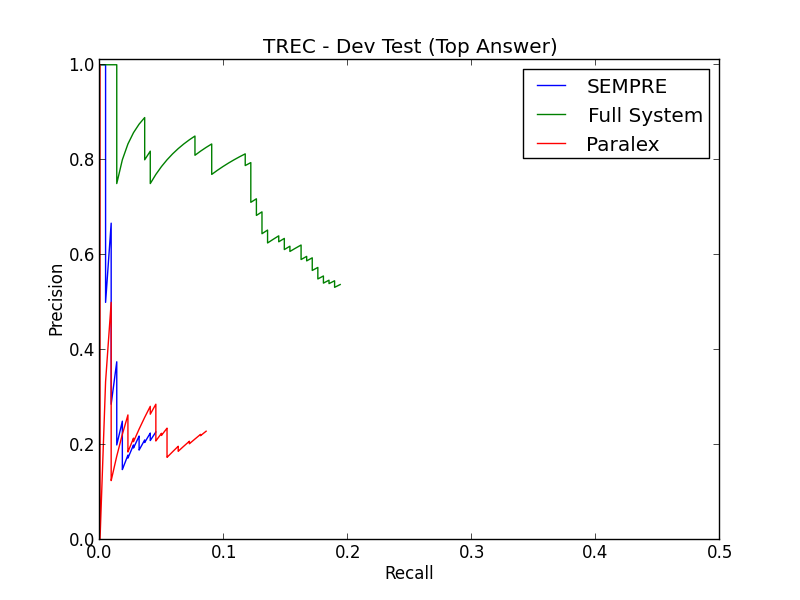 TREC - Dev Test (Top Answer)
SEMPRE
Full System
Paralex
Precision
1.0
0.8
0.6
0.4
0.2
0.0
0.0 0.1 0.2 0.3 0.4 0.5
Recall